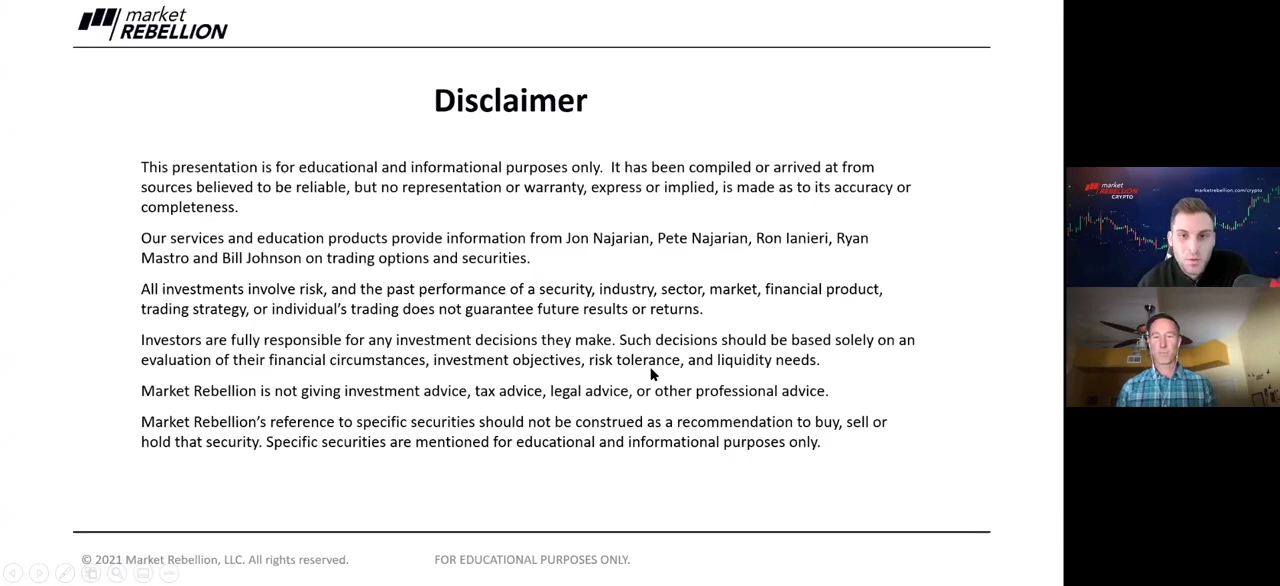 market
REBELLION
Disclaimer
This presentation is for educational and informational purposes only.  It has been compiled or arrived at from
sources believed to be reliable, but no representation or warranty, express or implied, is made as to its accuracy or
completeness.
Our services and education products provide information from Jon Najarian, Pete Najarian, Ron Ianieri, Ryan
Mastro and Bill Johnson on trading options and securities.
All investments involve risk, and the past performance of a security, industry, sector, market, financial product,
trading strategy, or individual’s trading does not guarantee future results or returns.
Investors are fully responsible for any investment decisions they make. Such decisions should be based solely on an
evaluation of their financial circumstances, investment objectives, risk tolerance, and liquidity needs.
Market Rebellion is not giving investment advice, tax advice, legal advice, or other professional advice.
Market Rebellion’s reference to specific securities should not be construed as a recommendation to buy, sell or
hold that security. Specific securities are mentioned for educational and informational purposes only.
© 2021 Market Rebellion, LLC. All rights reserved.
FOR EDUCATIONAL PURPOSES ONLY.
market
REBELLION
CRYPTO
marketrebellion.com/crypto